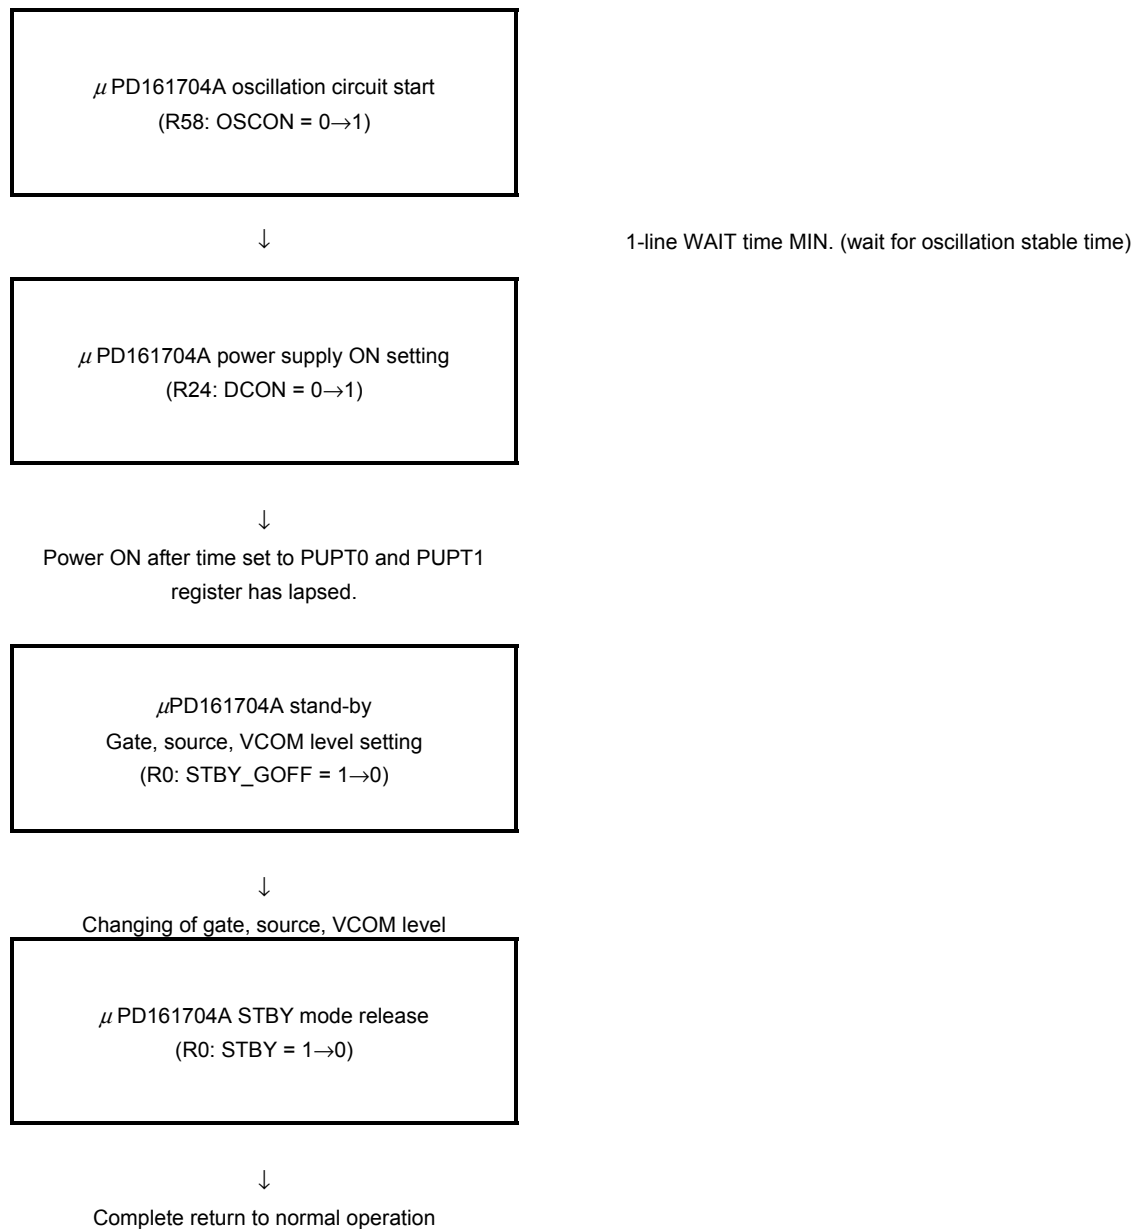 μ PD161704A oscillation circuit start
(R58: OSCON = 0→1)
↓
1-line WAIT time MIN. (wait for oscillation stable time)
μ PD161704A power supply ON setting
(R24: DCON = 0→1)
↓
Power ON after time set to PUPT0 and PUPT1
register has lapsed.
μPD161704A stand-by
Gate, source, VCOM level setting
(R0: STBY_GOFF = 1→0)
↓
Changing of gate, source, VCOM level
μ PD161704A STBY mode release
(R0: STBY = 1→0)
↓
Complete return to normal operation